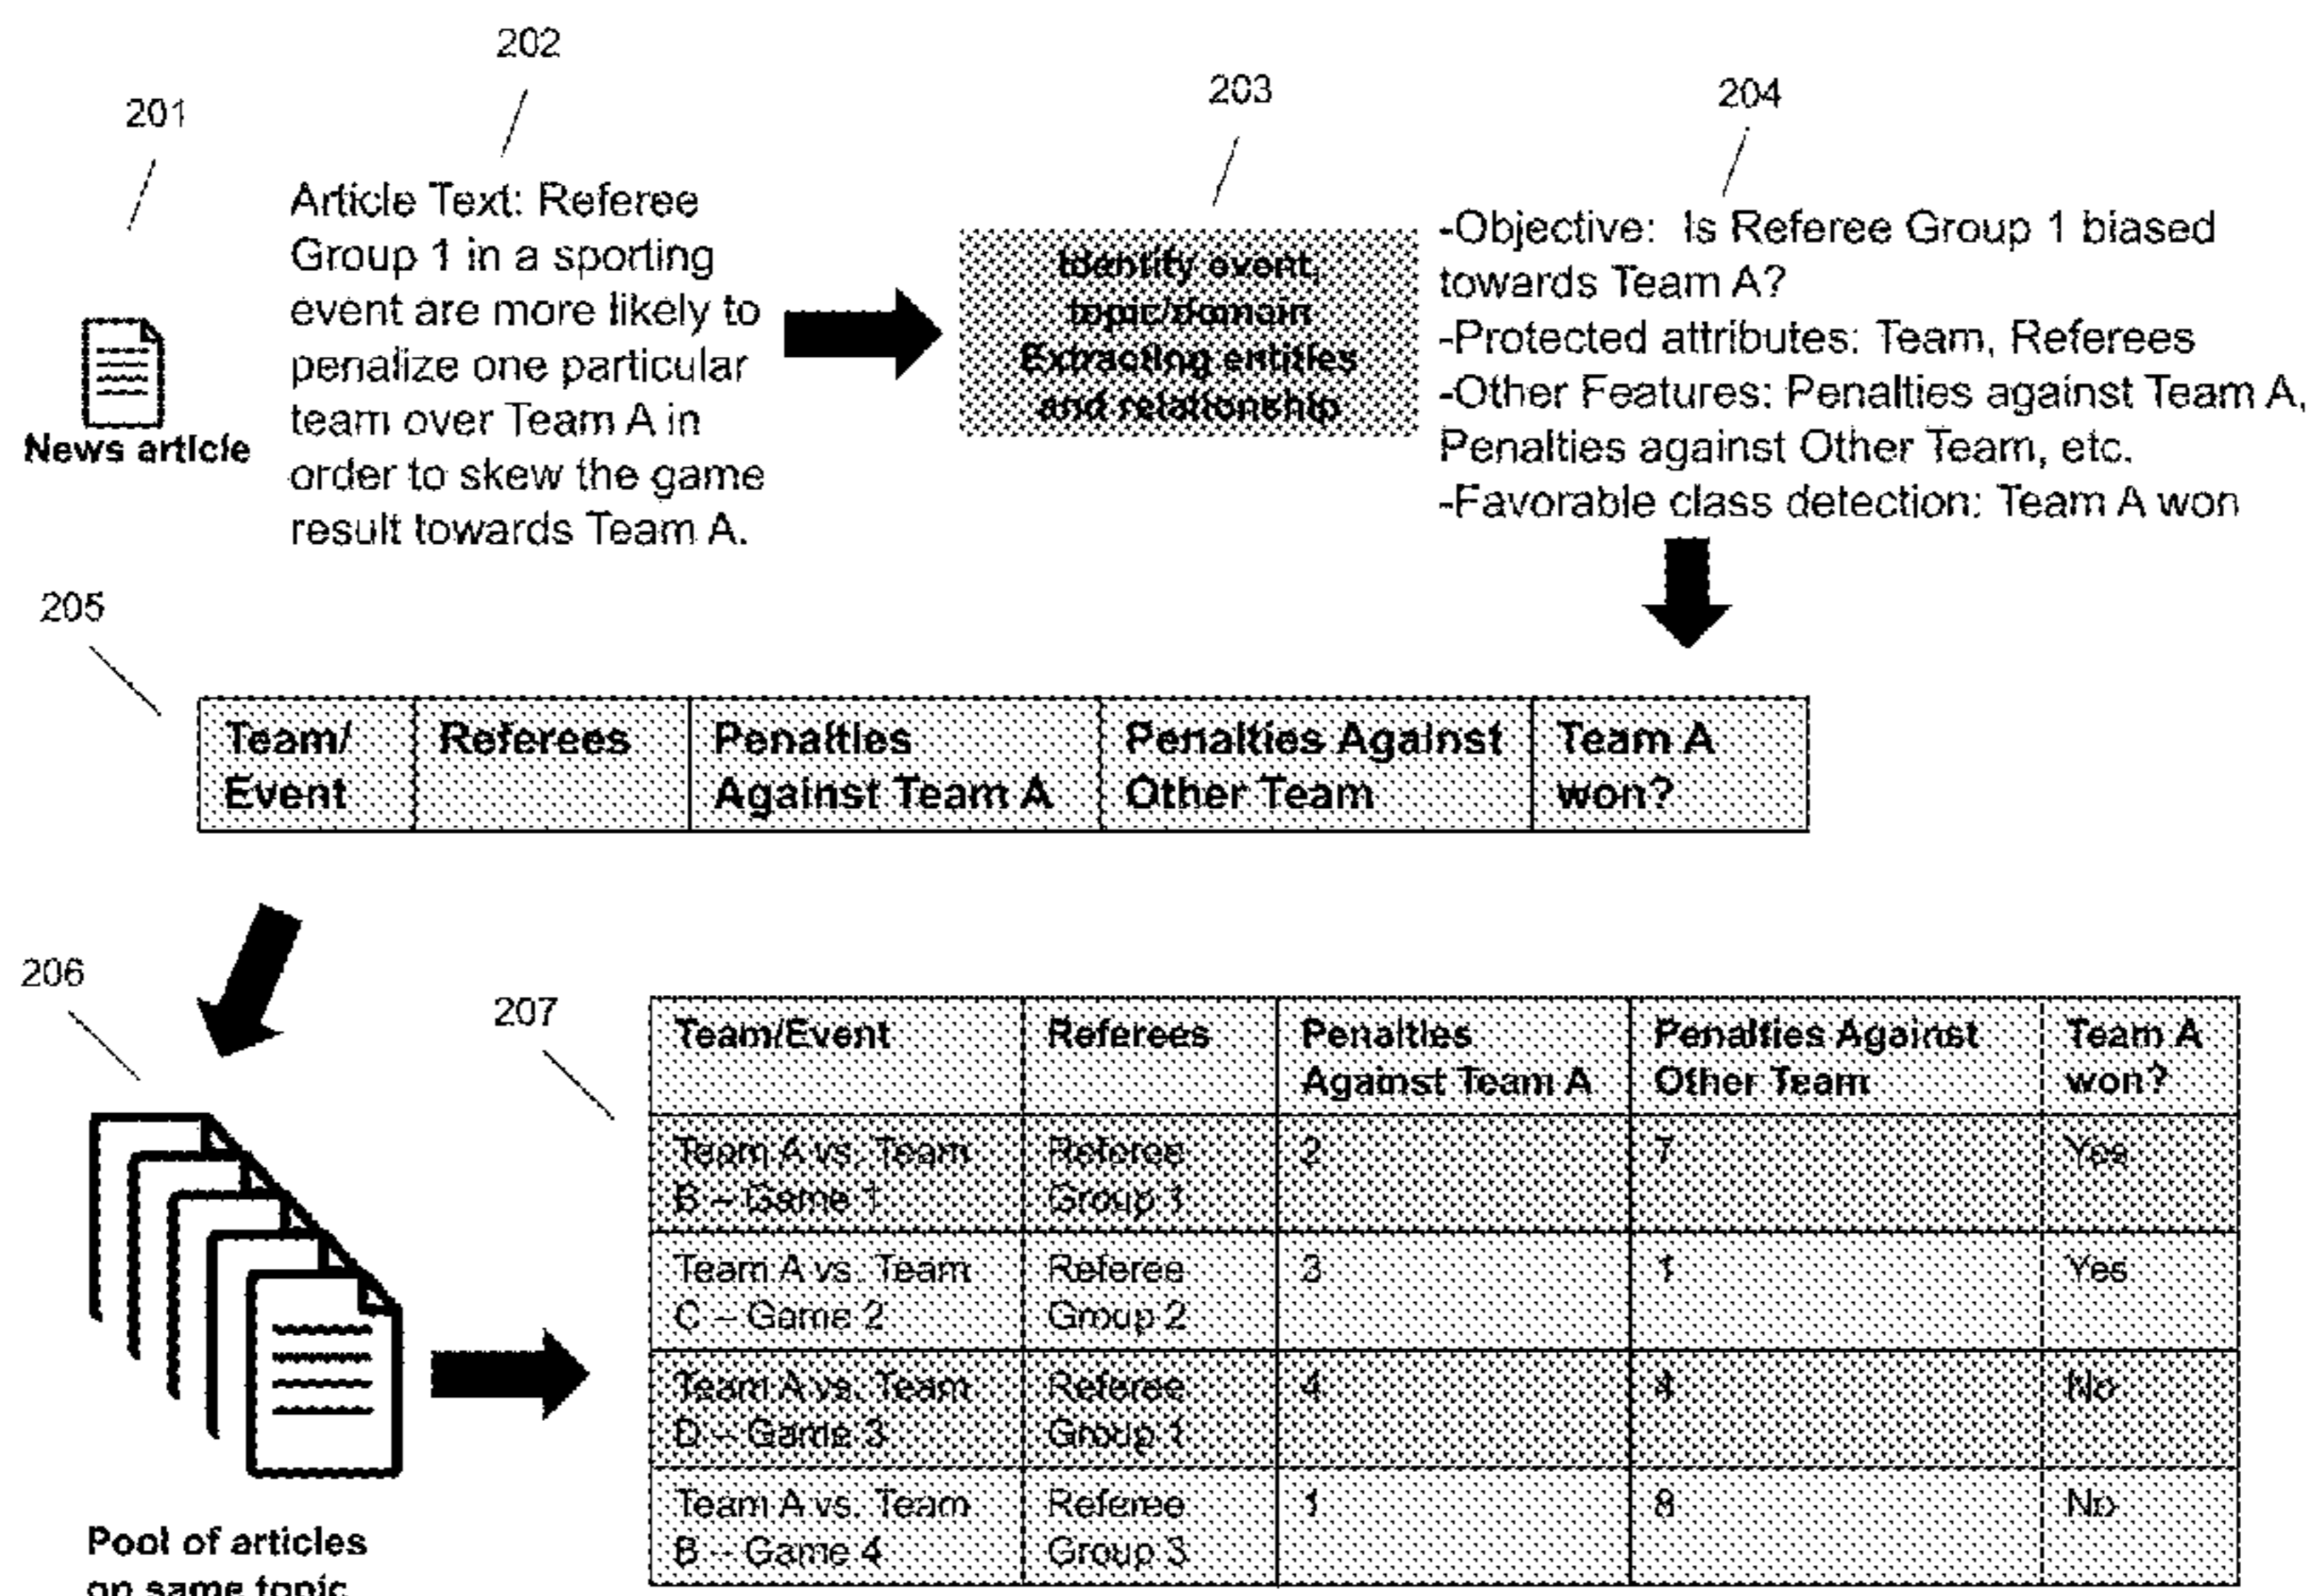 202
203
204
201
Article Text: Referee
Group 1 in a sporting
event are more likely to
penalize one particular
team over Team A in
order to skew the game
result towards Team A.
News article
Identify event,
topic/domain
Extracting entities
and relationship
-Objective: Is Referee Group 1 biased
towards Team A?
-Protected attributes: Team, Referees
-Other Features: Penalties against Team A,
Penalties against Other Team, etc.
-Favorable class detection: Team A won
205
Team/
Event
Referees
Penalties
Against Team A
Penalties Against
Other Team
Team A
won?
206
207
Team/Event
Referees
Penalties
Against Team A
Penalties Against
Other Team
Team A
won?
Team A vs. Team
B – Game 1
Referee
Group 1
2
7
Yes
Team A vs. Team
C – Game 2
Referee
Group 2
3
1
Yes
Team A vs. Team
D – Game 3
Referee
Group 1
4
4
No
Team A vs. Team
B – Game 4
Referee
Group 3
1
8
No
Pool of articles
on same topic